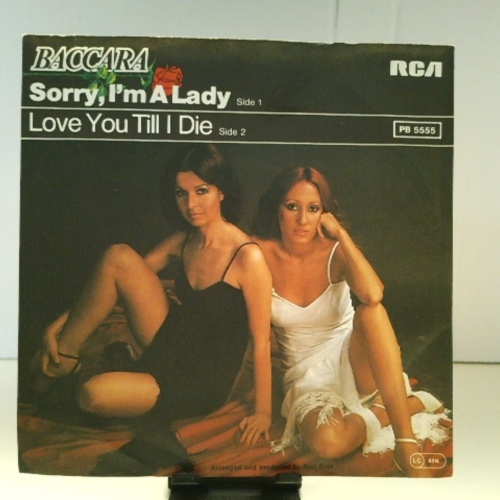 BACCARA
RCA
Sorry, I'm A Lady Side 1
Love You Till I Die Side 2
PB 5555
Arranged and produced by Rolf Soja
LC